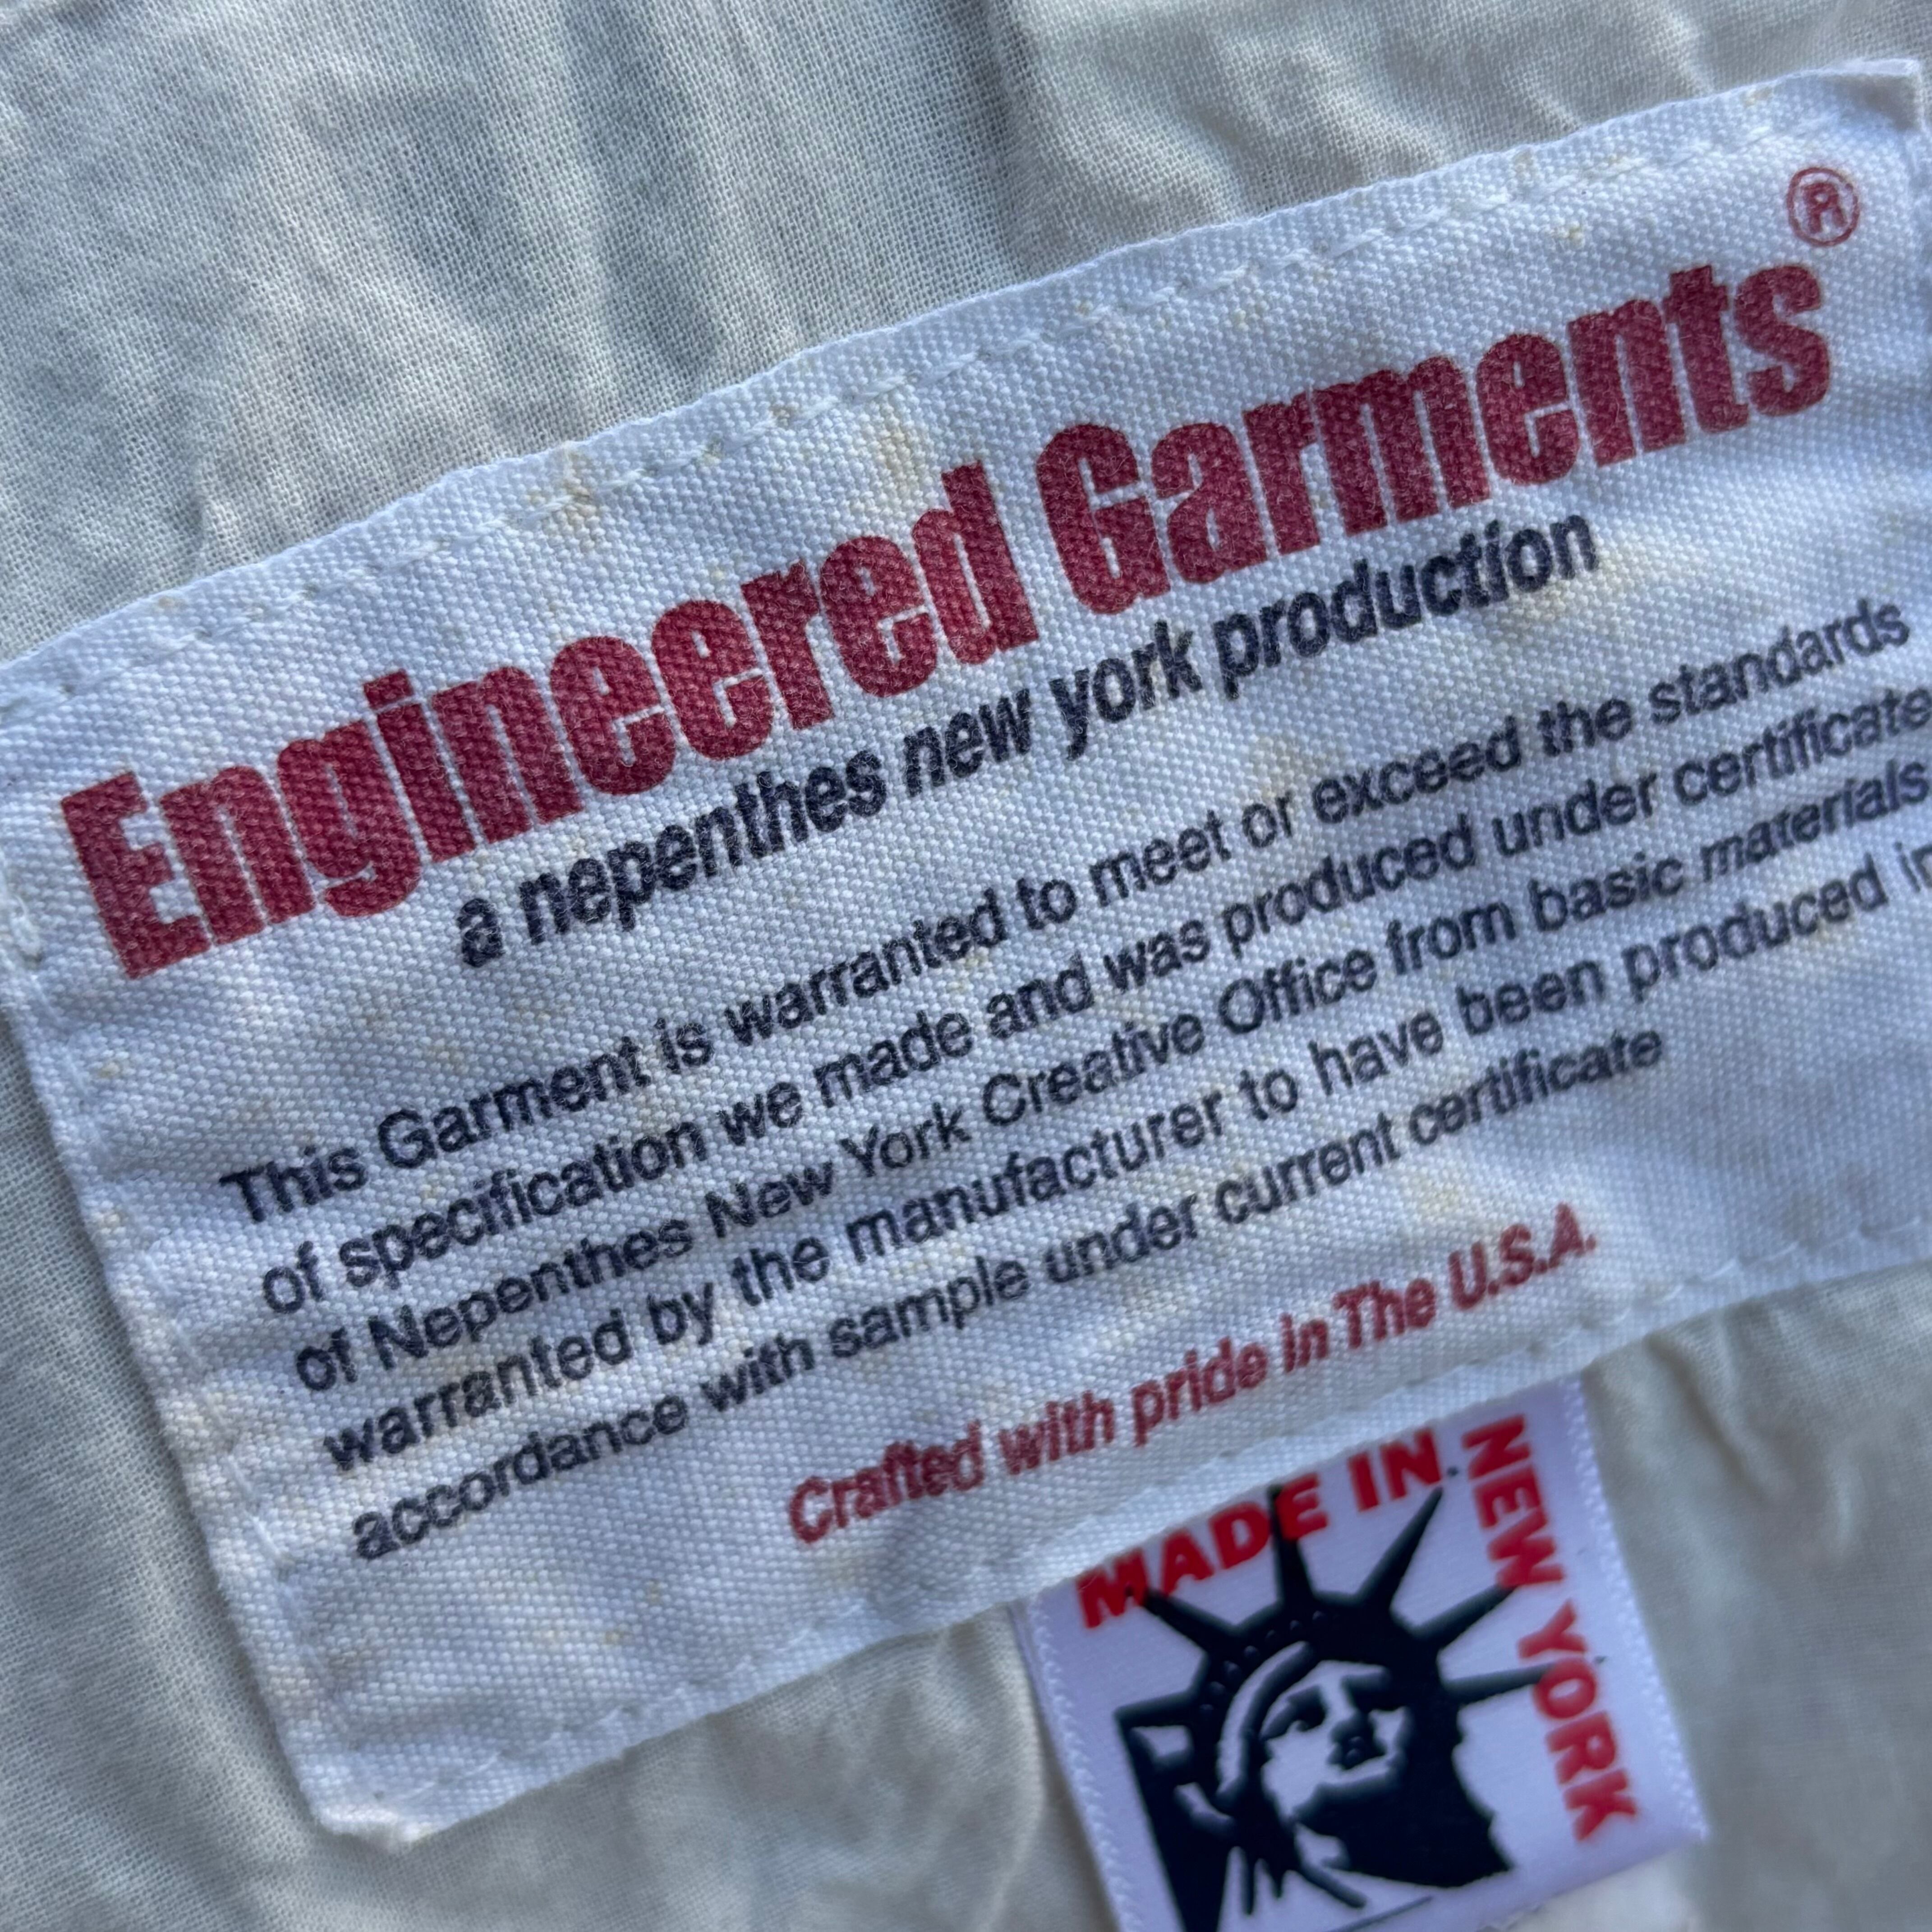 Engineered Garments®
a nepenthes new york production
This Garment is warranted to meet or exceed the standards
of specification we made and was produced under certificate
of Nepenthes New York Creative Office from basic materials
warranted by the manufacturer to have been produced in
accordance with sample under current certificate
Crafted with pride in The U.S.A.
MADE IN
NEW YORK